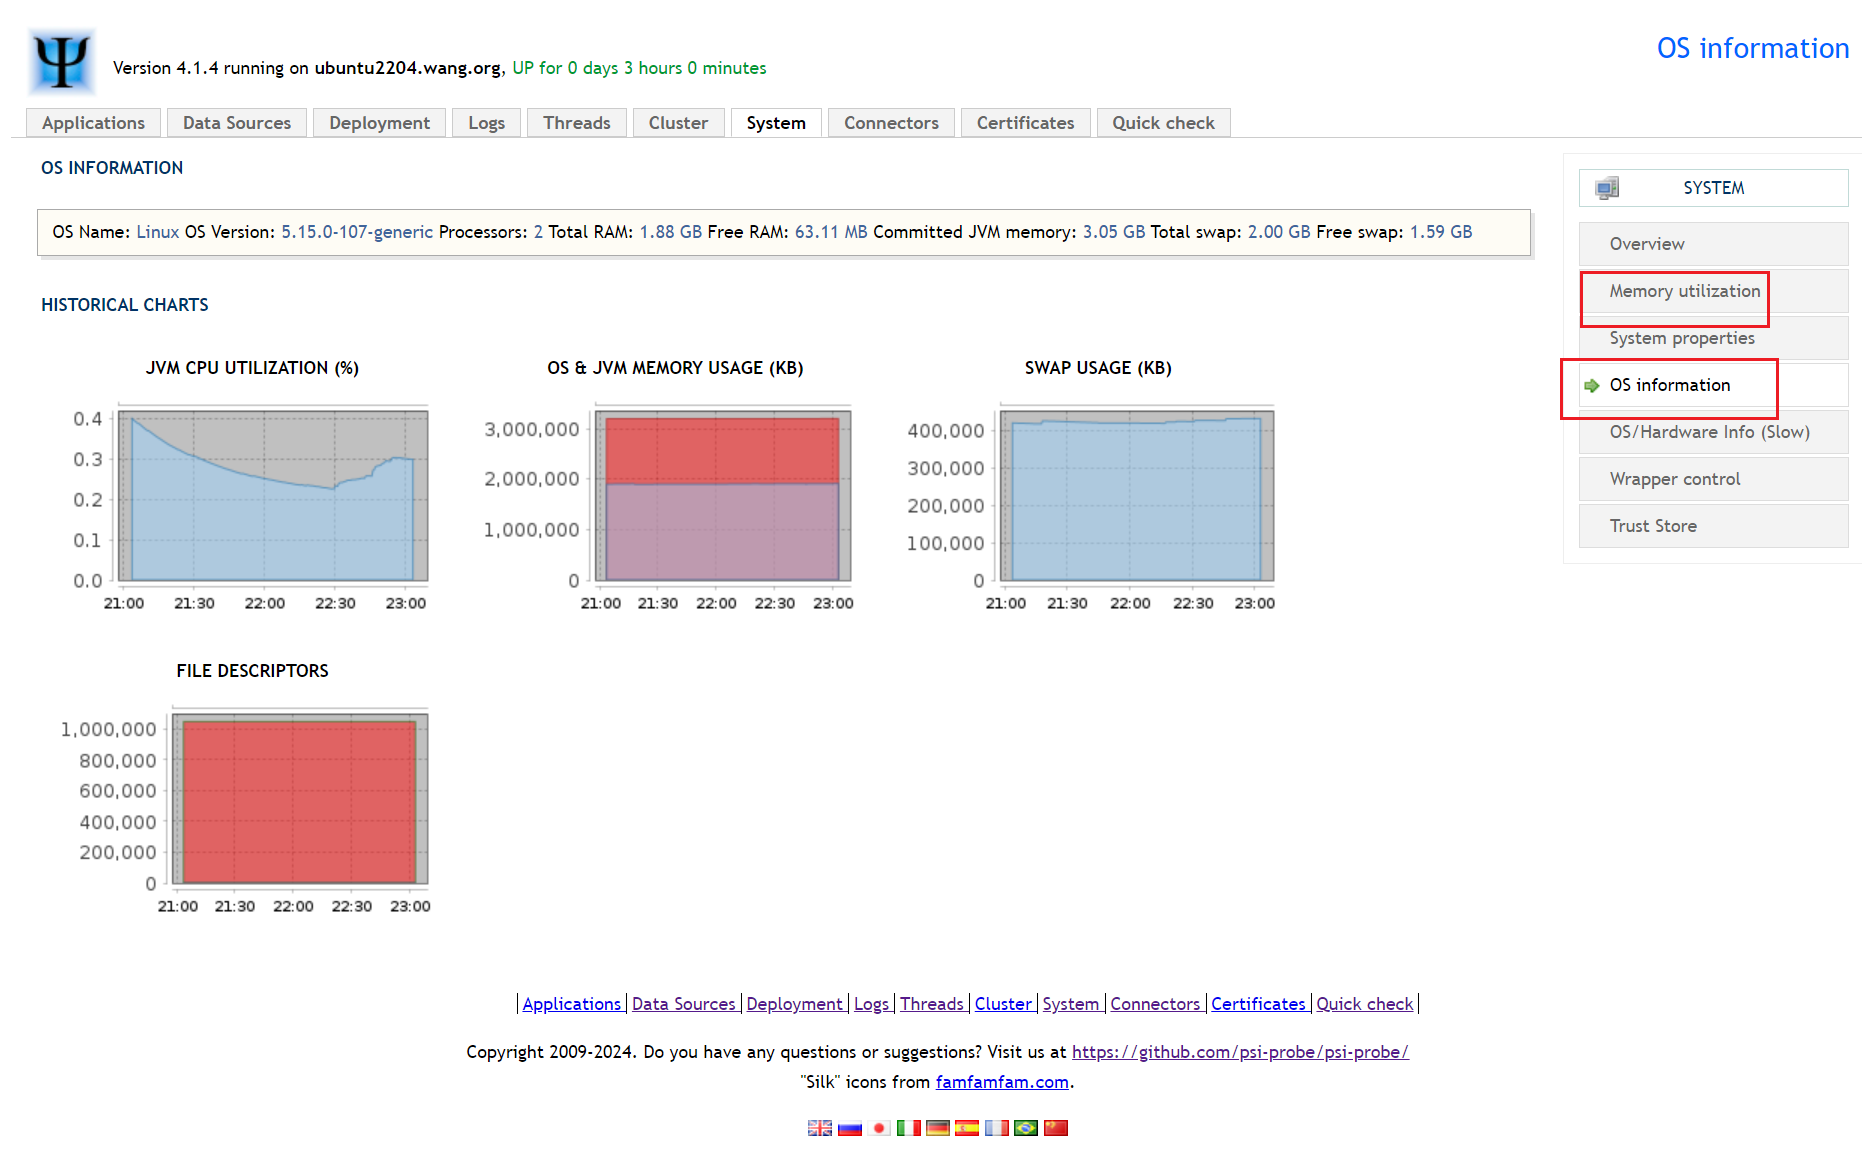 Ψ
Version 4.1.4 running on ubuntu2204.wang.org, UP for 0 days 3 hours 0 minutes
OS information
Applications Data Sources Deployment Logs Threads Cluster System Connectors Certificates Quick check
OS INFORMATION
OS Name: Linux OS Version: 5.15.0-107-generic Processors: 2 Total RAM: 1.88 GB Free RAM: 63.11 MB Committed JVM memory: 3.05 GB Total swap: 2.00 GB Free swap: 1.59 GB
HISTORICAL CHARTS
JVM CPU UTILIZATION (%)
0.4
0.3
0.2
0.1
0.0
21:00 21:30 22:00 22:30 23:00
OS & JVM MEMORY USAGE (KB)
3,000,000
2,000,000
1,000,000
0
21:00 21:30 22:00 22:30 23:00
SWAP USAGE (KB)
400,000
300,000
200,000
100,000
0
21:00 21:30 22:00 22:30 23:00
FILE DESCRIPTORS
1,000,000
800,000
600,000
400,000
200,000
0
21:00 21:30 22:00 22:30 23:00
SYSTEM
Overview
Memory utilization
System properties
OS information
OS/Hardware Info (Slow)
Wrapper control
Trust Store
| Applications | Data Sources | Deployment | Logs | Threads | Cluster | System | Connectors | Certificates | Quick check |
Copyright 2009-2024. Do you have any questions or suggestions? Visit us at https://github.com/psi-probe/psi-probe/
"Silk" icons from famfamfam.com.